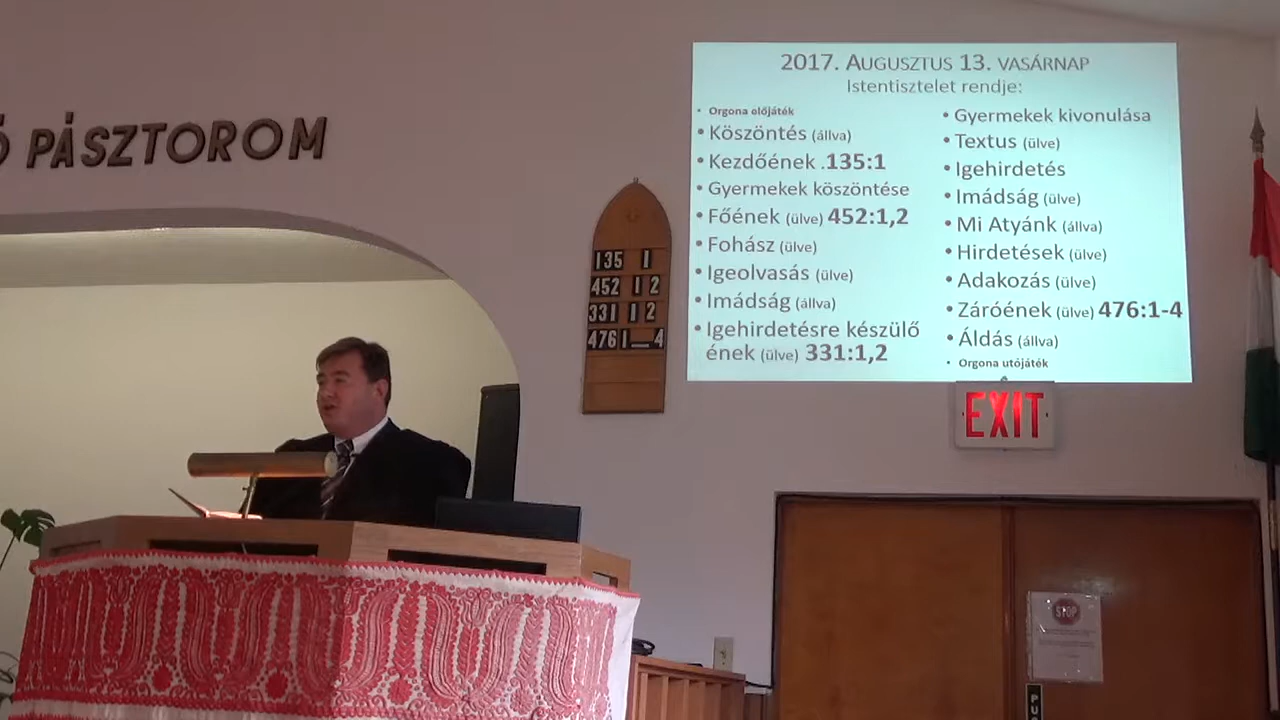 Ó PÁSZTOROM
135 1
452 1 2
331 1 2
476 1_4
2017. AUGUSZTUS 13. VASÁRNAP
Istentisztelet rendje:
• Orgona előjáték
• Köszöntés (állva)
• Kezdőének .135:1
• Gyermekek köszöntése
• Főének (ülve) 452:1,2
• Fohász (ülve)
• Igeolvasás (ülve)
• Imádság (állva)
• Igehirdetésre készülő
ének (ülve) 331:1,2
• Gyermekek kivonulása
• Textus (ülve)
• Igehirdetés
• Imádság (ülve)
• Mi Atyánk (állva)
• Hirdetések (ülve)
• Adakozás (ülve)
• Záróének (ülve) 476:1-4
• Áldás (állva)
• Orgona utójáték
EXIT
STOP